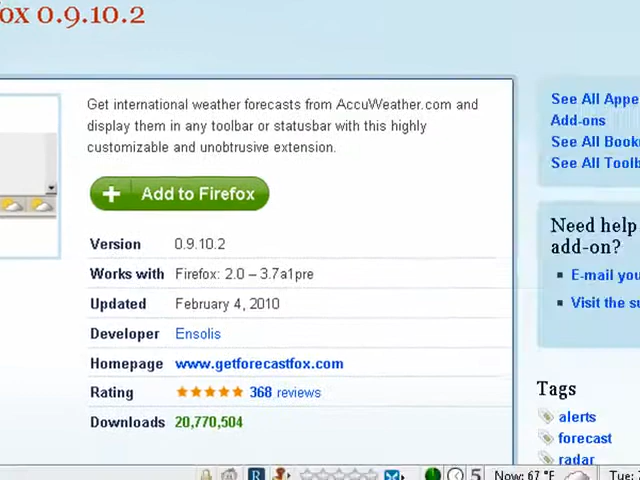 ox 0.9.10.2
Get international weather forecasts from AccuWeather.com and
display them in any toolbar or statusbar with this highly
customizable and unobtrusive extension.
Add to Firefox
Version 0.9.10.2
Works with Firefox: 2.0 – 3.7a1pre
Updated February 4, 2010
Developer Ensolis
Homepage www.getforecastfox.com
Rating 368 reviews
Downloads 20,770,504
See All Appe
Add-ons
See All Book
See All Toolb
Need help
add-on?
E-mail you
Visit the su
Tags
alerts
forecast
radar
R 5 Now: 67 °F Tue: